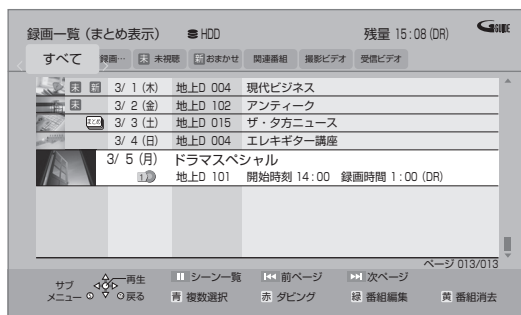 録画一覧 (まとめ表示) HDD 残量 15:08 (DR) GGUIDE
すべて 録画… 未 未視聴 新 おまかせ 関連番組 撮影ビデオ 受信ビデオ
未 新 3/ 1 (木) 地上D 004 現代ビジネス
未 3/ 2 (金) 地上D 102 アンティーク
まとめ 3/ 3 (土) 地上D 015 ザ・夕方ニュース
3/ 4 (日) 地上D 004 エレキギター講座
3/ 5 (月) ドラマスペシャル
1 地上D 101 開始時刻 14:00 録画時間 1:00 (DR)
ページ 013/013
サブメニュー 再生 戻る シーン一覧 前ページ 次ページ
青 複数選択 赤 ダビング 緑 番組編集 黄 番組消去